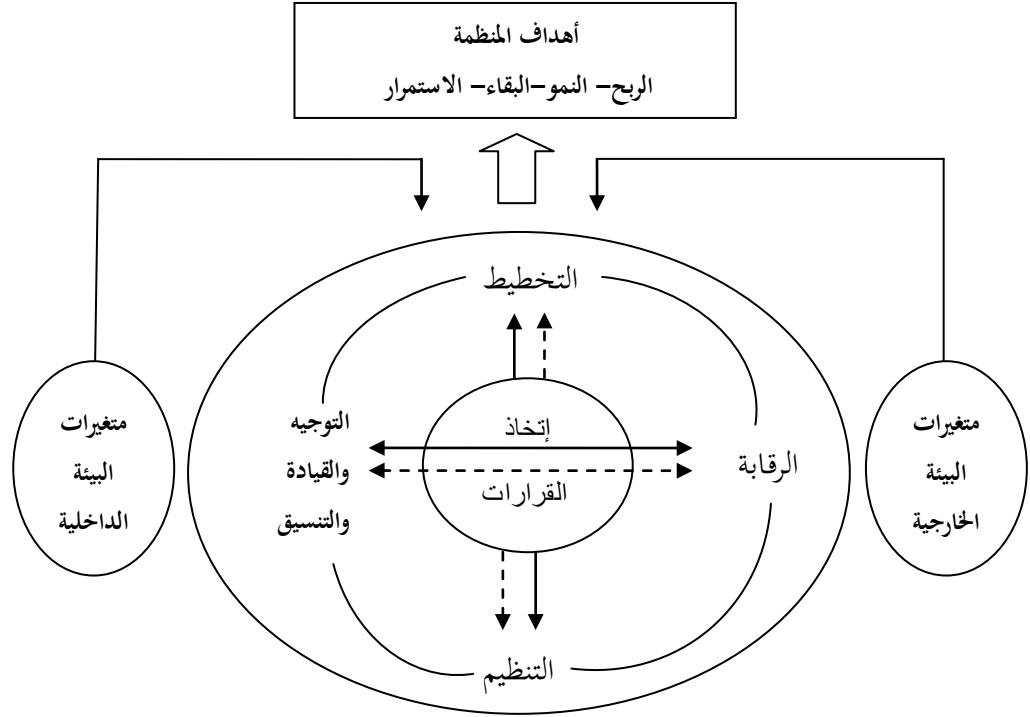 أهداف المنظمة
الربح– النمو–البقاء– الاستمرار
التخطيط
متغيرات
البيئة
الخارجية
الرقابة
إتخاذ
القرارات
التوجيه
والقيادة
والتنسيق
متغيرات
البيئة
الداخلية
التنظيم